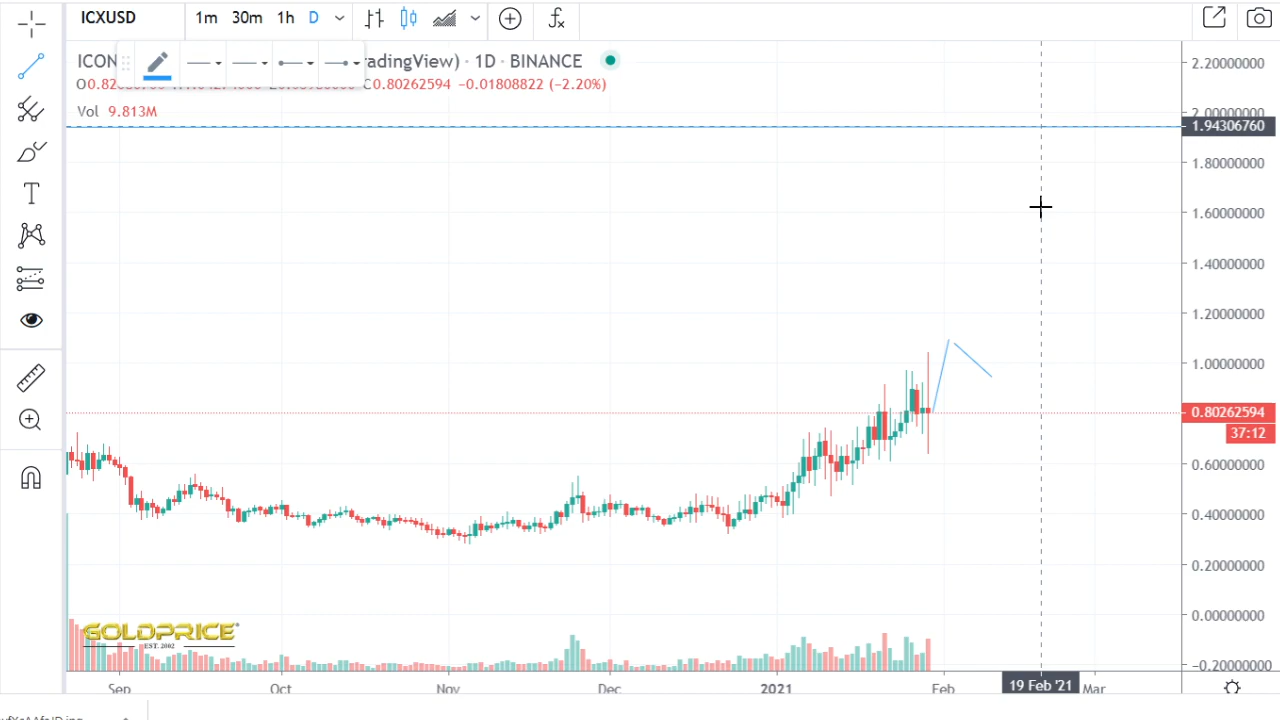 ICXUSD 1m 30m 1h D
ICON radingView) · 1D · BINANCE
C0.80262594 −0.01808822 (−2.20%)
Vol 9.813M
2.20000000
2.00000000
1.94306760
1.80000000
1.60000000
1.40000000
1.20000000
1.00000000
0.80262594
37:12
0.60000000
0.40000000
0.20000000
0.00000000
−0.20000000
GOLDPRICE
EST. 2002
Sep Oct Nov Dec 2021 Feb 19 Feb '21 Mar